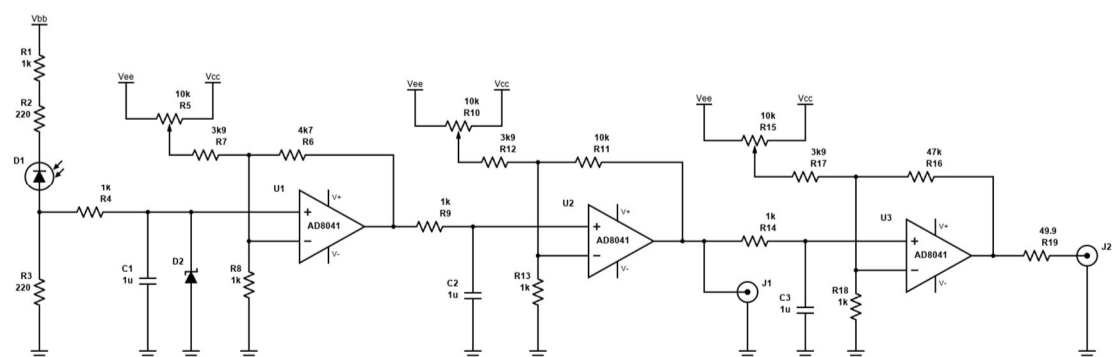 Vbb
R1
1k
R2
220
D1
R3
220
1k
R4
C1
1u
D2
Vee
Vcc
10k
R5
3k9
R7
4k7
R6
U1
V+
AD8041
V-
R8
1k
1k
R9
C2
1u
Vee
Vcc
10k
R10
3k9
R12
10k
R11
U2
V+
AD8041
V-
R13
1k
J1
1k
R14
C3
1u
Vee
Vcc
10k
R15
3k9
R17
47k
R16
U3
V+
AD8041
V-
R18
1k
49.9
R19
J2